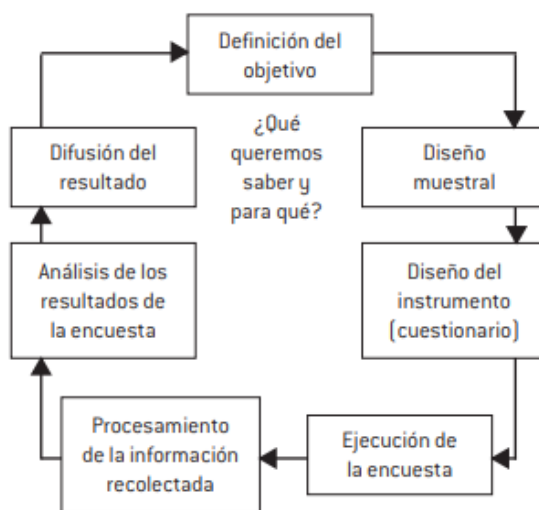 Definición del
objetivo
¿Qué
queremos
saber y
para qué?
Diseño
muestral
Diseño del
instrumento
(cuestionario)
Ejecución de
la encuesta
Procesamiento
de la información
recolectada
Análisis de los
resultados de
la encuesta
Difusión del
resultado